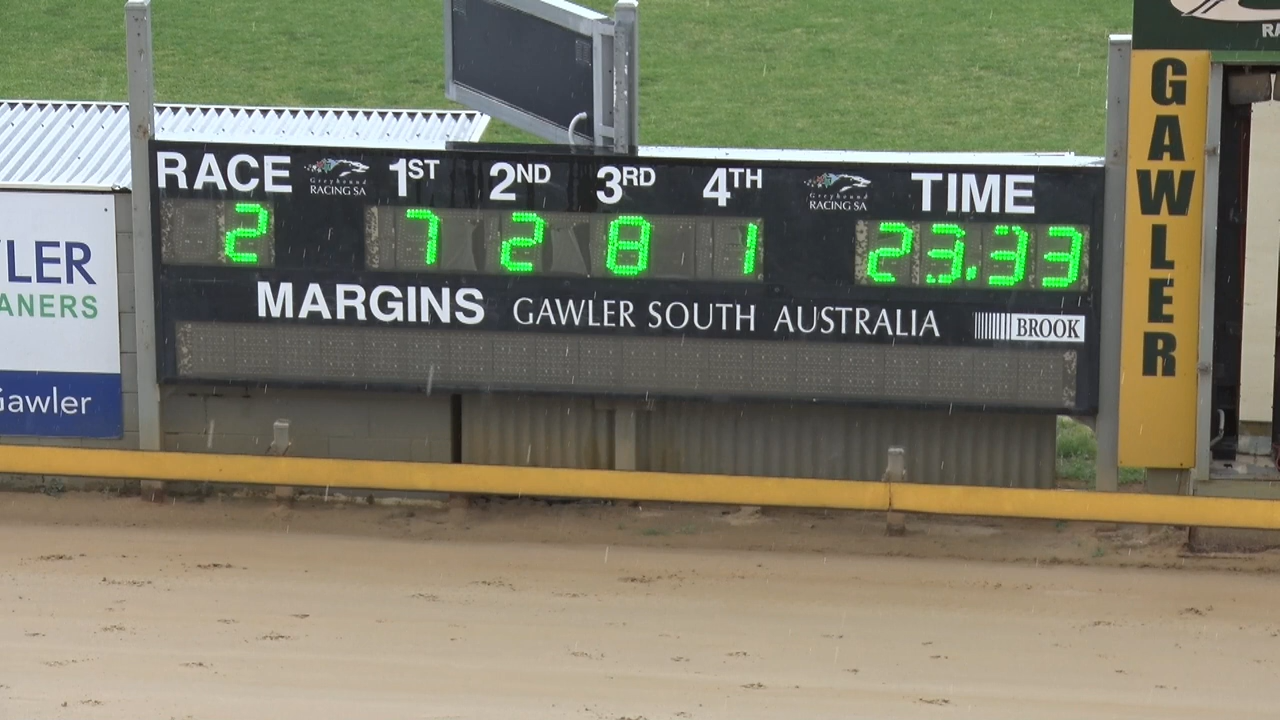 RACE Greyhound RACING SA 1ST 2ND 3RD 4TH Greyhound RACING SA TIME
2 7 2 8 1 23.33
MARGINS GAWLER SOUTH AUSTRALIA BROOK
GAWLER
LER
ANERS
Gawler
RA